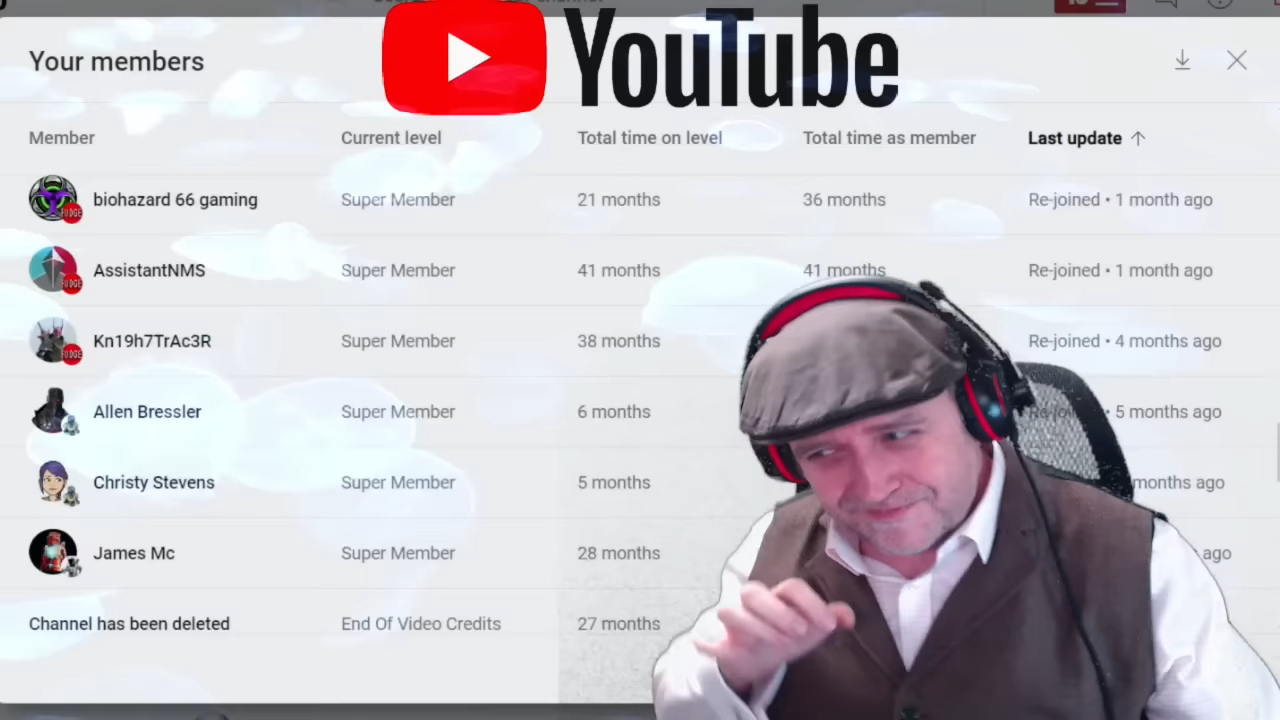 YouTube
Your members
Member Current level Total time on level Total time as member Last update
biohazard 66 gaming Super Member 21 months 36 months Re-joined • 1 month ago
AssistantNMS Super Member 41 months 41 months Re-joined • 1 month ago
Kn19h7TrAc3R Super Member 38 months Re-joined • 4 months ago
Allen Bressler Super Member 6 months • 5 months ago
Christy Stevens Super Member 5 months months ago
James Mc Super Member 28 months ago
Channel has been deleted End Of Video Credits 27 months